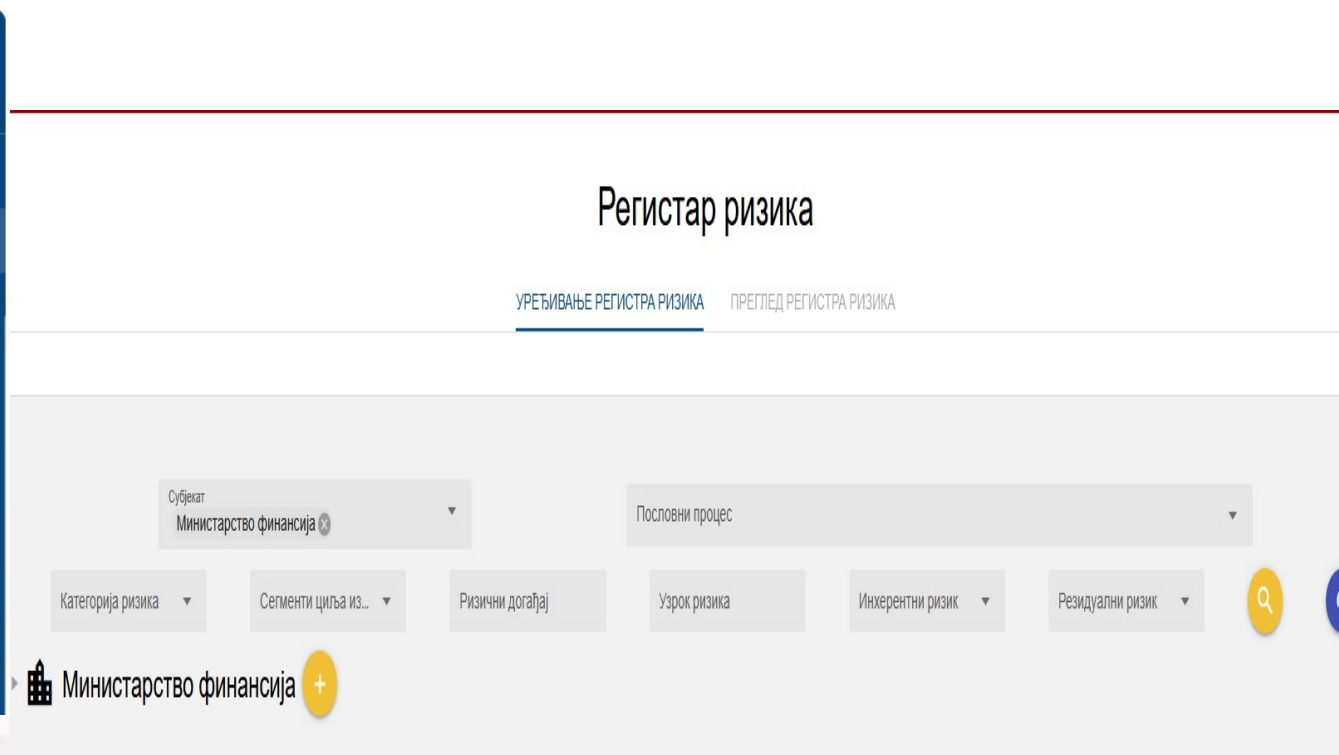 Регистар ризика
УРЕЂИВАЊЕ РЕГИСТРА РИЗИКА ПРЕГЛЕД РЕГИСТРА РИЗИКА
Субјекат
Министарство финансија
Пословни процес
Категорија ризика Сегменти циља из... Ризични догађај Узрок ризика Инхерентни ризик Резидуални ризик
Министарство финансија +